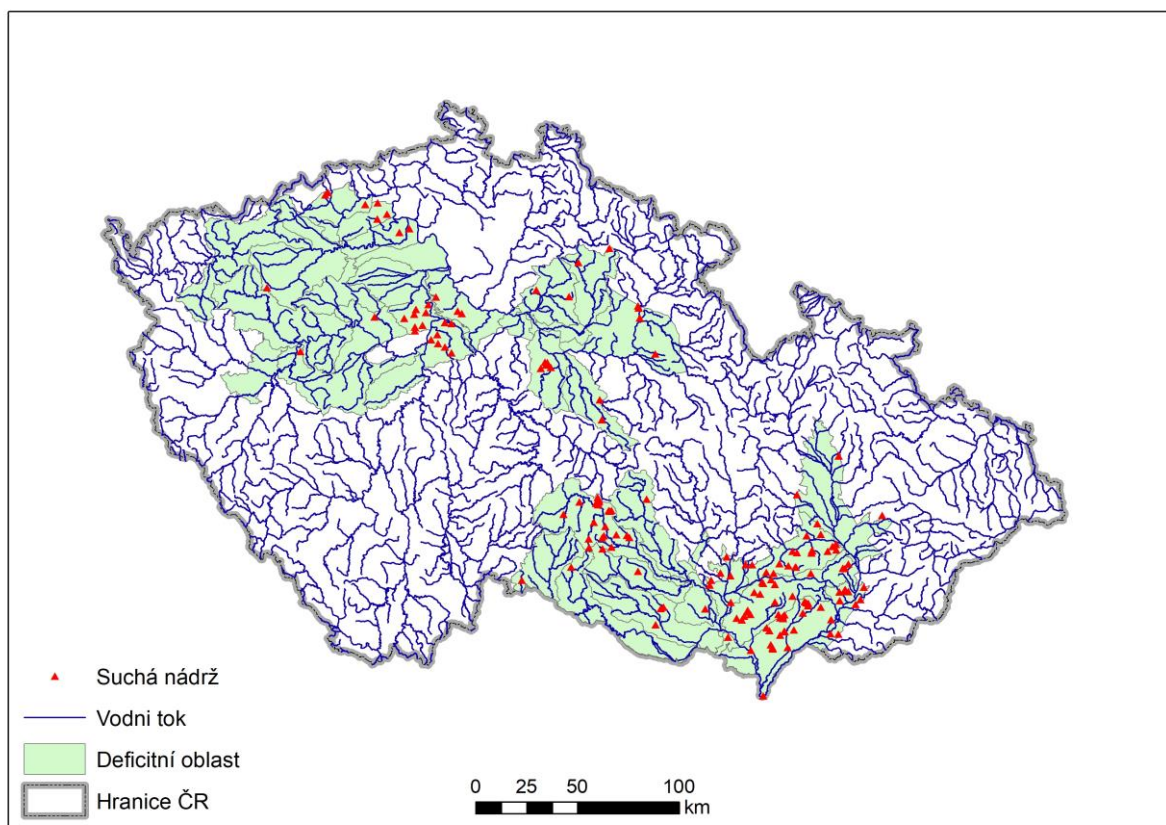 Suchá nádrž
Vodni tok
Deficitní oblast
Hranice ČR
0 25 50 100
km